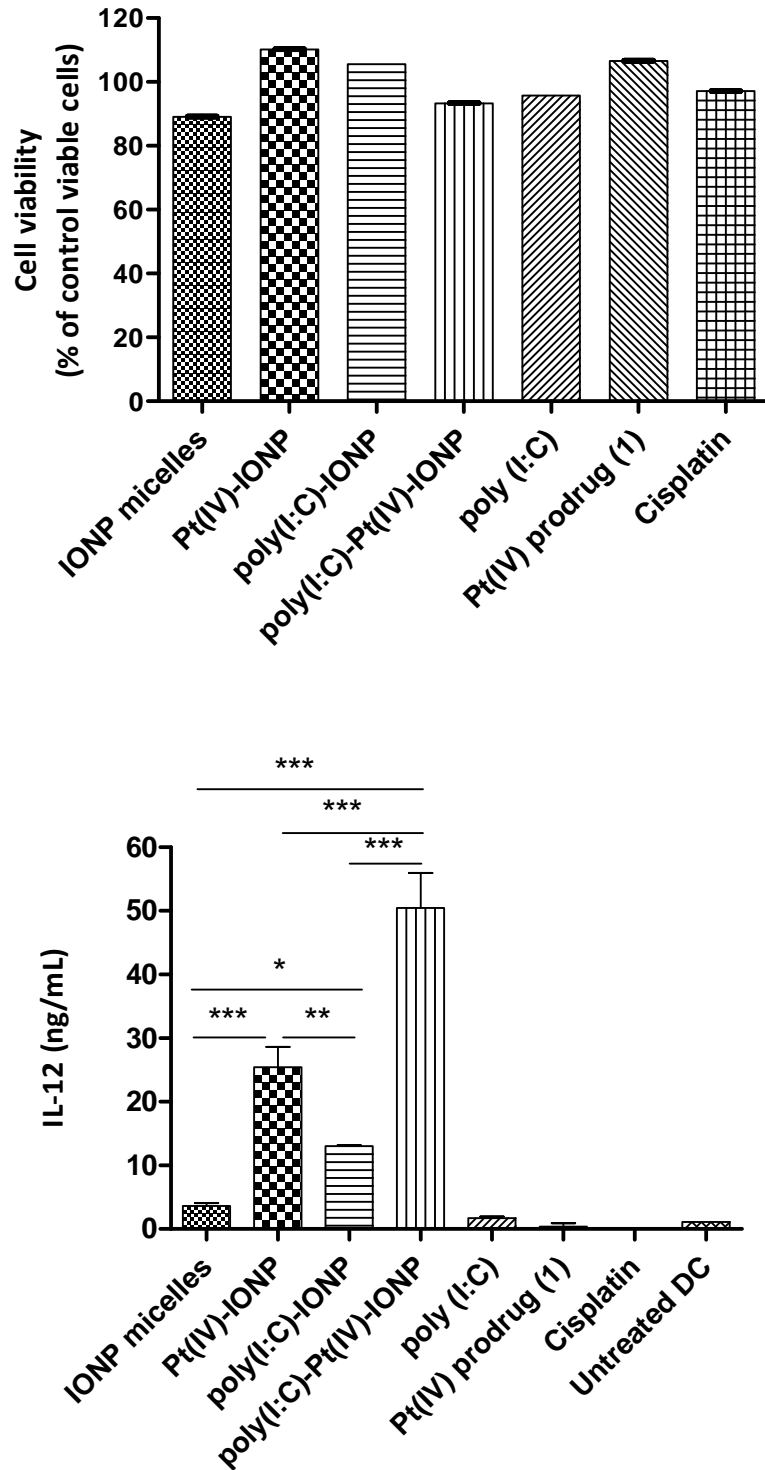 Cell viability
(% of control viable cells)
120
100
80
60
40
20
0
IONP micelles
Pt(IV)-IONP
poly(I:C)-IONP
poly(I:C)-Pt(IV)-IONP
poly (I:C)
Pt(IV) prodrug (1)
Cisplatin
***
***
***
*
***
**
IL-12 (ng/mL)
60
50
40
30
20
10
0
IONP micelles
Pt(IV)-IONP
poly(I:C)-IONP
poly(I:C)-Pt(IV)-IONP
poly (I:C)
Pt(IV) prodrug (1)
Cisplatin
Untreated DC